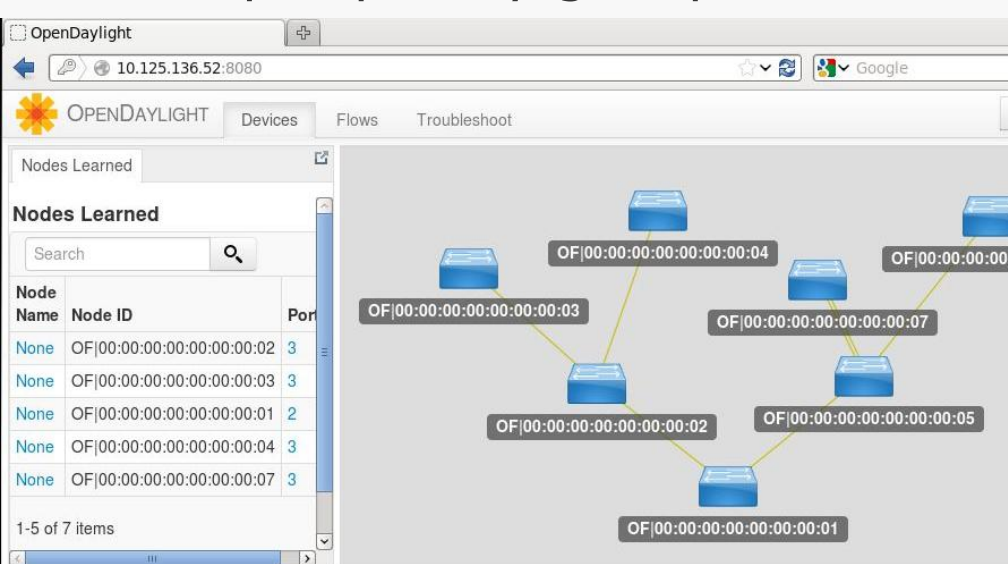 OpenDaylight
10.125.136.52:8080
Google
OPENDAYLIGHT
Devices
Flows
Troubleshoot
Nodes Learned
Nodes Learned
Search
Node Name Node ID Port
None OF|00:00:00:00:00:00:00:02 3
None OF|00:00:00:00:00:00:00:03 3
None OF|00:00:00:00:00:00:00:01 2
None OF|00:00:00:00:00:00:00:04 3
None OF|00:00:00:00:00:00:00:07 3
1-5 of 7 items
OF|00:00:00:00:00:00:00:04
OF|00:00:00
OF|00:00:00:00:00:00:00:03
OF|00:00:00:00:00:00:00:07
OF|00:00:00:00:00:00:00:02
OF|00:00:00:00:00:00:00:05
OF|00:00:00:00:00:00:00:01